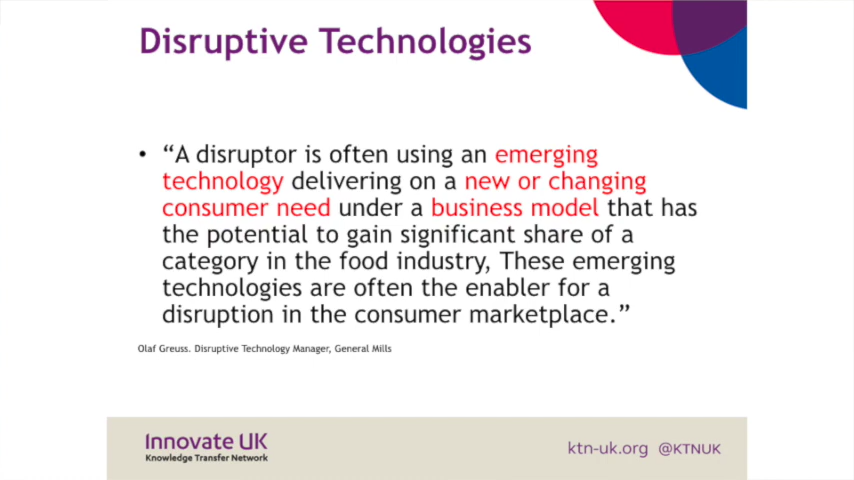 Disruptive Technologies
• “A disruptor is often using an emerging
technology delivering on a new or changing
consumer need under a business model that has
the potential to gain significant share of a
category in the food industry, These emerging
technologies are often the enabler for a
disruption in the consumer marketplace.”
Olaf Greuss. Disruptive Technology Manager, General Mills
Innovate UK
Knowledge Transfer Network
ktn-uk.org @KTNUK